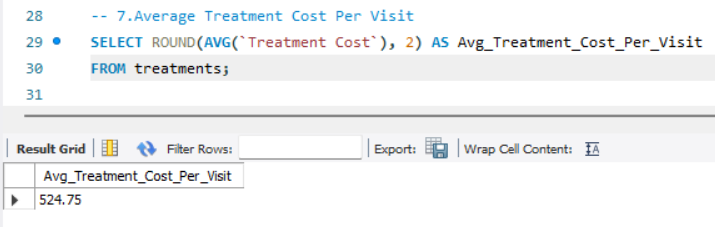 28 -- 7.Average Treatment Cost Per Visit
29 SELECT ROUND(AVG(`Treatment Cost`), 2) AS Avg_Treatment_Cost_Per_Visit
30 FROM treatments;
31
Result Grid Filter Rows: Export: Wrap Cell Content: IA
Avg_Treatment_Cost_Per_Visit
524.75